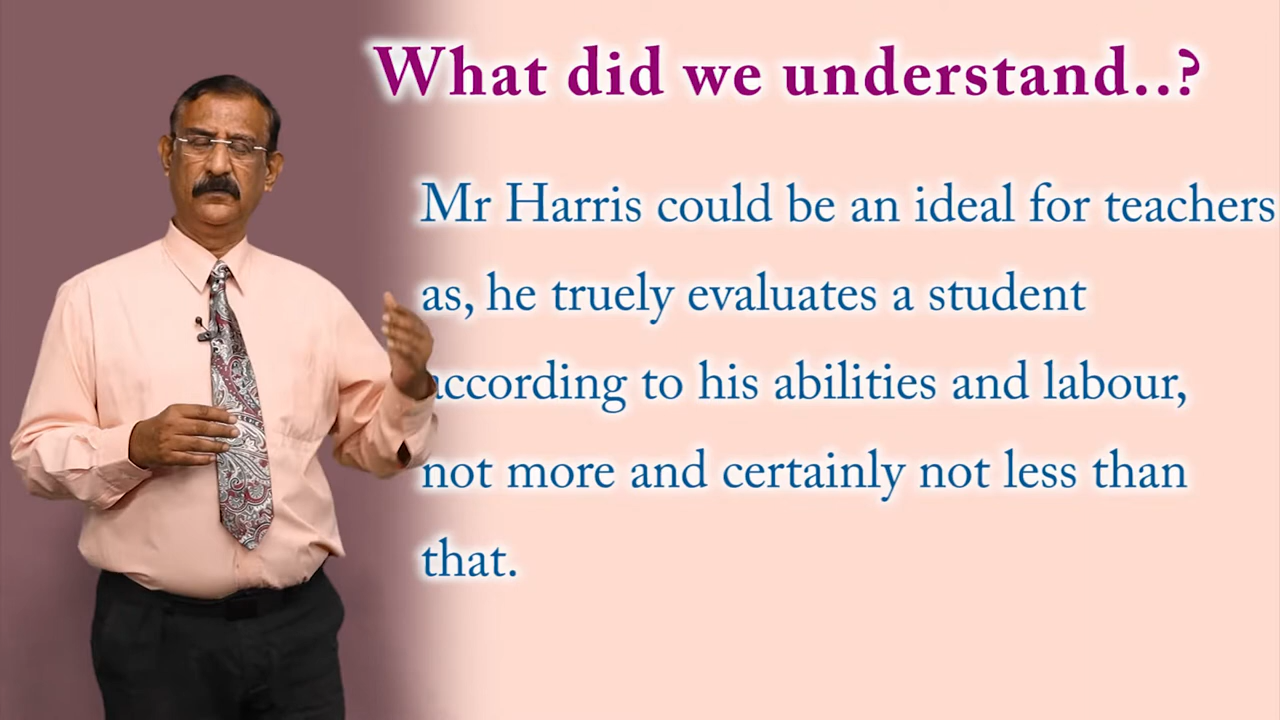 What did we understand..?
Mr Harris could be an ideal for teachers
as, he truely evaluates a student
according to his abilities and labour,
not more and certainly not less than
that.